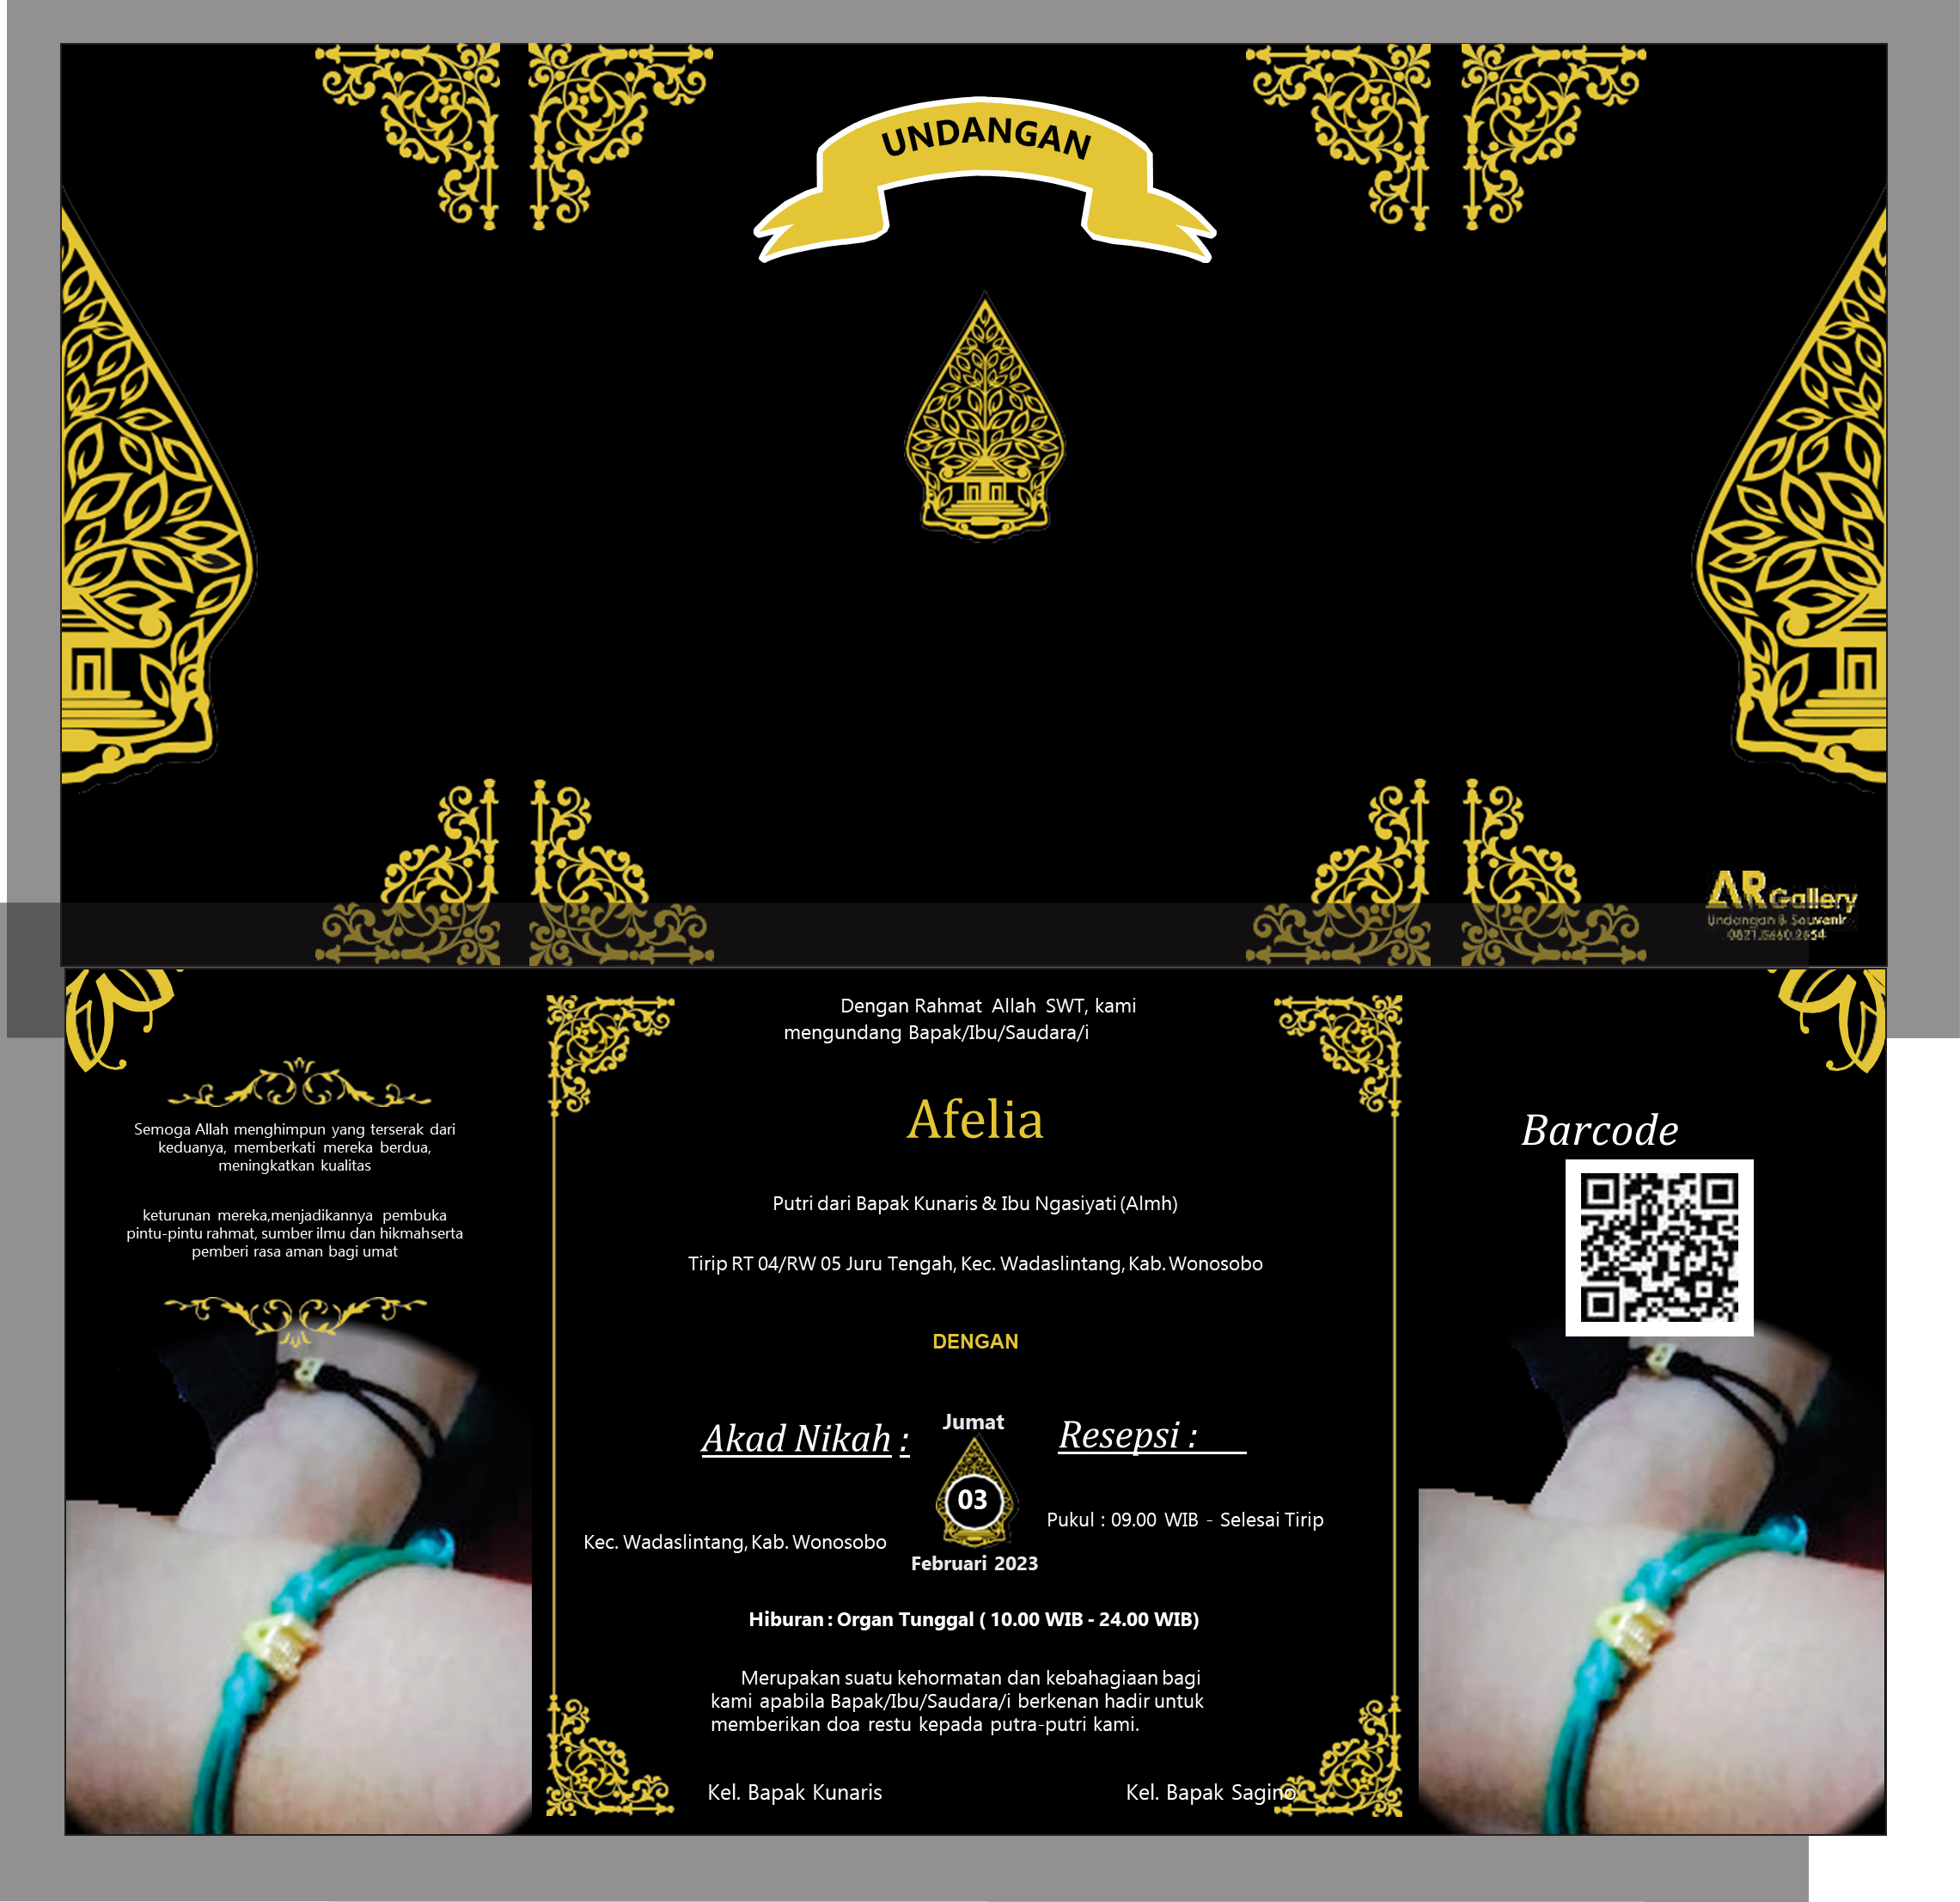 UNDANGAN
AR Gallery
Undangan & Souvenir
0821.5660.2654
Dengan Rahmat Allah SWT, kami
mengundang Bapak/Ibu/Saudara/i
Semoga Allah menghimpun yang terserak dari
keduanya, memberkati mereka berdua,
meningkatkan kualitas
keturunan mereka,menjadikannya pembuka
pintu-pintu rahmat, sumber ilmu dan hikmahserta
pemberi rasa aman bagi umat
Afelia
Putri dari Bapak Kunaris & Ibu Ngasiyati (Almh)
Tirip RT 04/RW 05 Juru Tengah, Kec. Wadaslintang, Kab. Wonosobo
DENGAN
Akad Nikah :
Kec. Wadaslintang, Kab. Wonosobo
Jumat
03
Februari 2023
Resepsi :
Pukul : 09.00 WIB - Selesai Tirip
Hiburan : Organ Tunggal ( 10.00 WIB - 24.00 WIB)
Merupakan suatu kehormatan dan kebahagiaan bagi
kami apabila Bapak/Ibu/Saudara/i berkenan hadir untuk
memberikan doa restu kepada putra-putri kami.
Kel. Bapak Kunaris
Kel. Bapak Sagino
Barcode